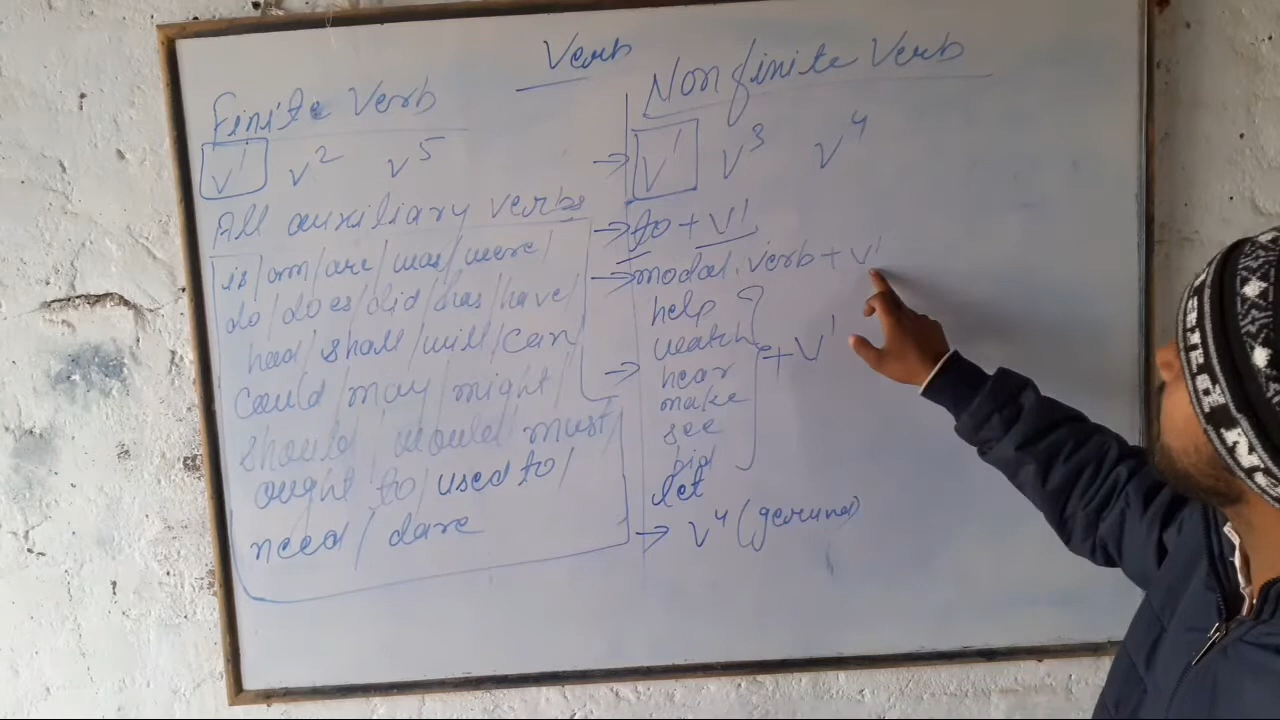 Verb
Finite Verb
V¹ V² V⁵
All auxiliary verbs
is/am/are/was/were/
do/does/did/has/have/
had/shall/will/can/
could/may/might/
should/would/must/
ought to/used to/
need/dare
Non finite Verb
→ V¹ V³ V⁴
→ to + V¹
→ modal verb + V¹
help
watch
→ hear + V¹
make
see
bid
let
→ V⁴ (gerund)